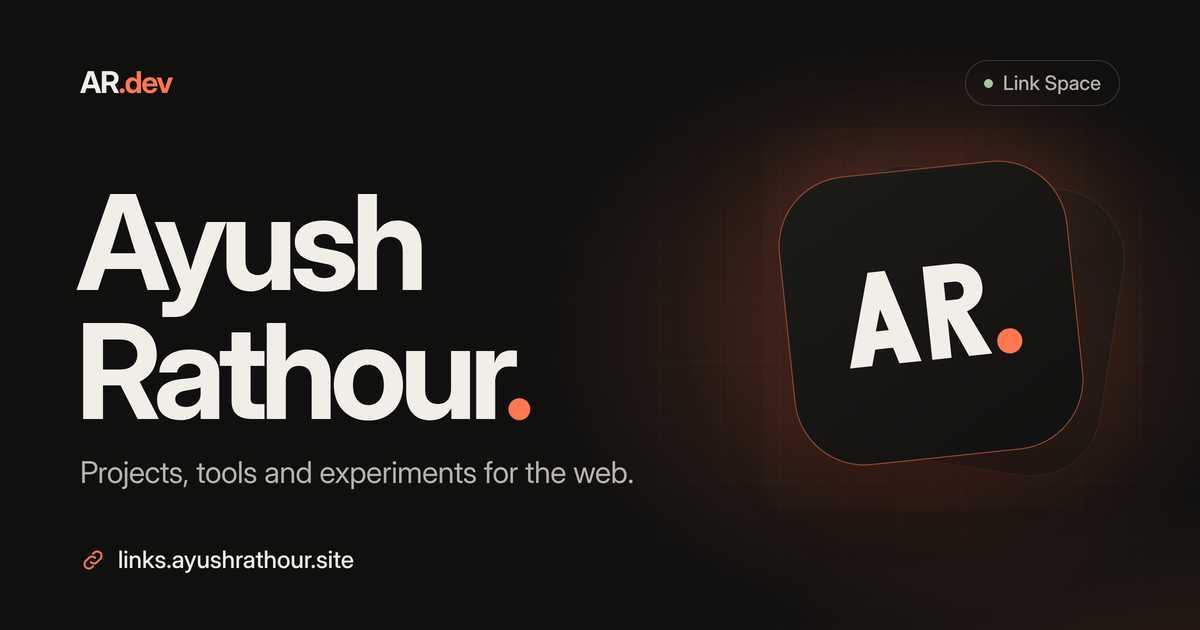 AR.dev
Link Space
Ayush
Rathour.
AR.
Projects, tools and experiments for the web.
links.ayushrathour.site